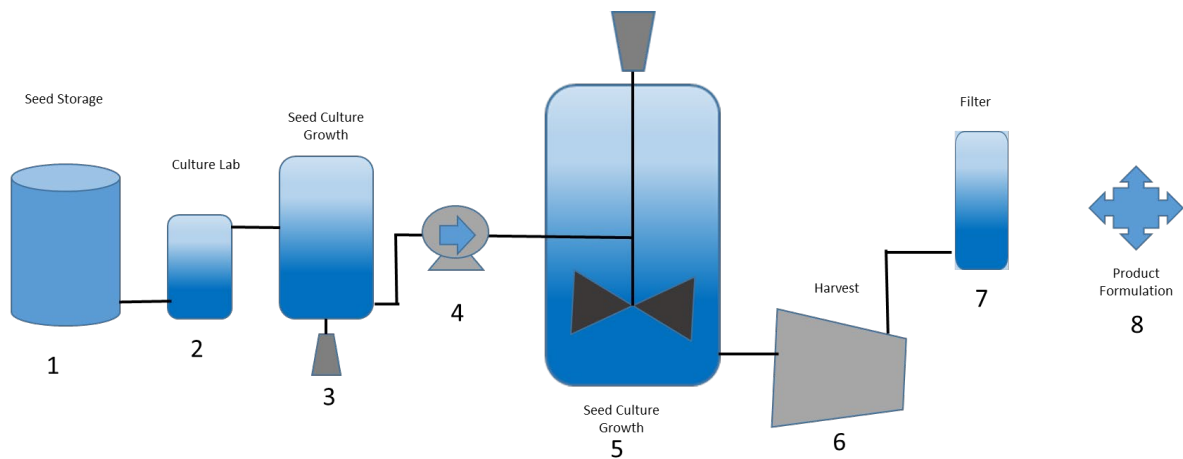 Seed Storage
1
Culture Lab
2
Seed Culture
Growth
3
4
Seed Culture
Growth
5
Harvest
6
Filter
7
Product
Formulation
8